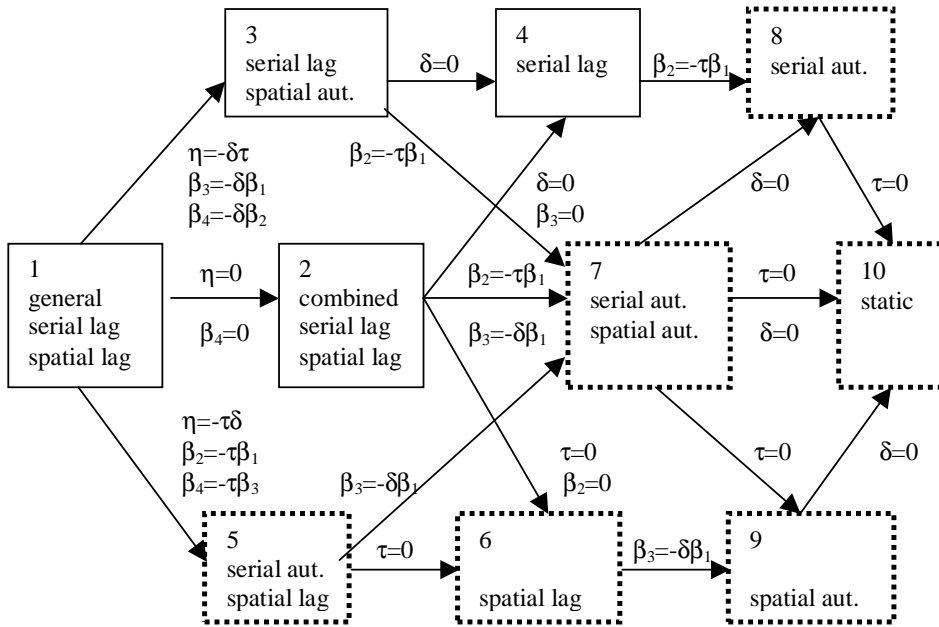 3
serial lag
spatial aut.
δ=0
4
serial lag
β₂=-τβ₁
8
serial aut.
η=-δτ
β₃=-δβ₁
β₄=-δβ₂
β₂=-τβ₁
δ=0
β₃=0
δ=0
τ=0
1
general
serial lag
spatial lag
η=0
β₄=0
2
combined
serial lag
spatial lag
β₂=-τβ₁
β₃=-δβ₁
7
serial aut.
spatial aut.
τ=0
δ=0
10
static
η=-τδ
β₂=-τβ₁
β₄=-τβ₃
β₃=-δβ₁
τ=0
β₂=0
τ=0
δ=0
5
serial aut.
spatial lag
τ=0
6
spatial lag
β₃=-δβ₁
9
spatial aut.